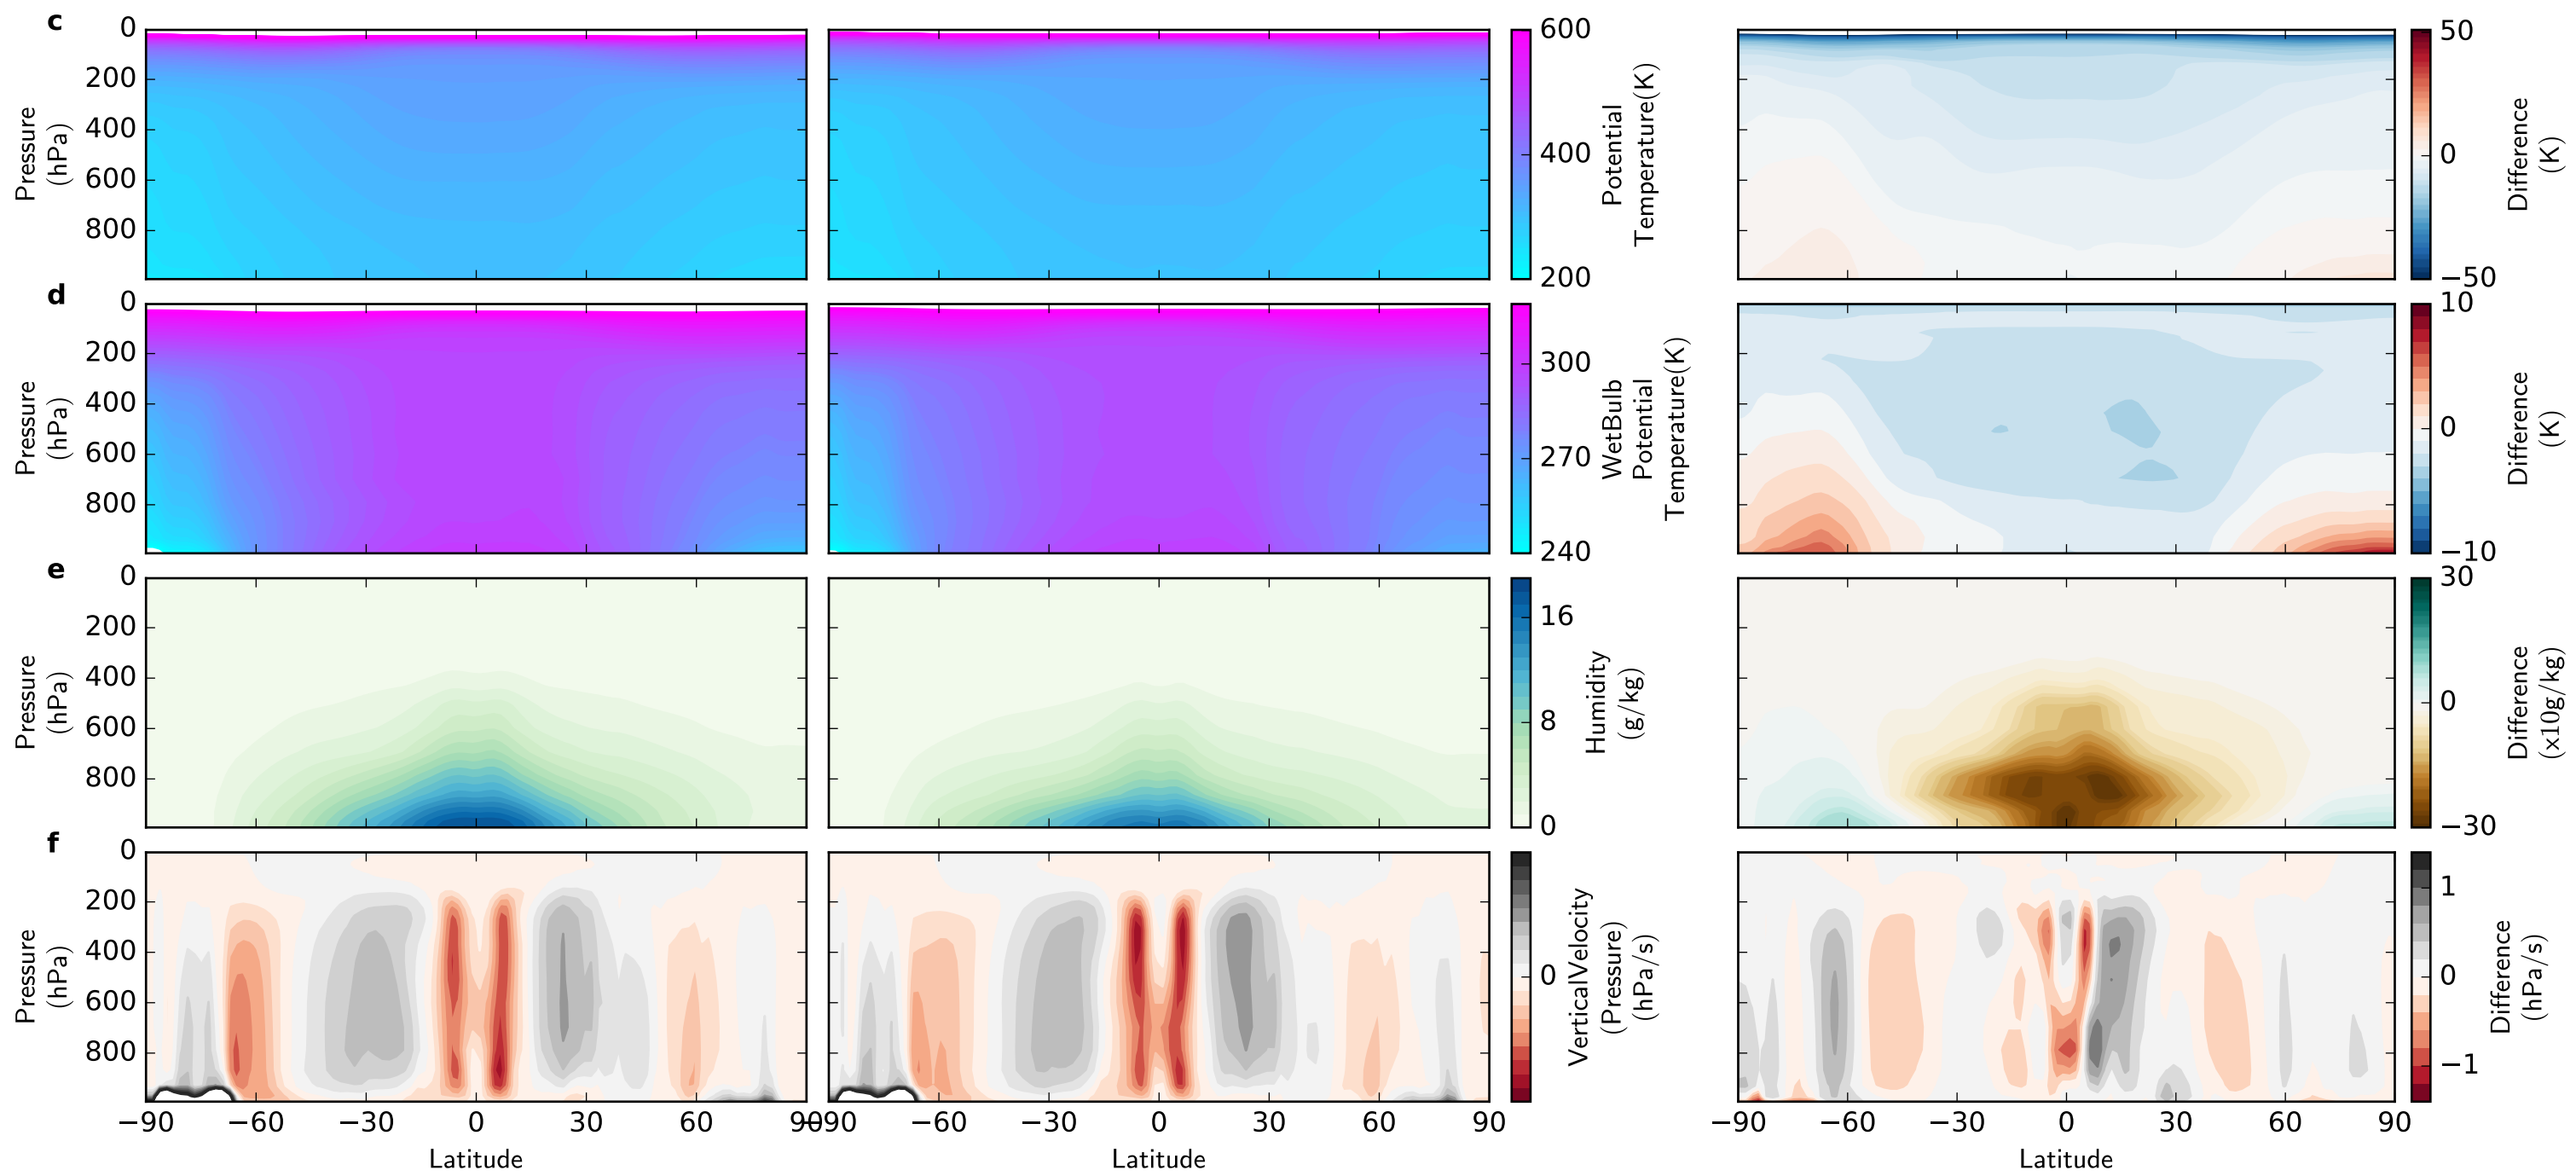 c
0
200
400
600
800
Pressure
(hPa)
600
400
200
Potential
Temperature(K)
50
0
−50
Difference
(K)
d
0
200
400
600
800
Pressure
(hPa)
300
270
240
WetBulb
Potential
Temperature(K)
10
0
−10
Difference
(K)
e
0
200
400
600
800
Pressure
(hPa)
16
8
0
Humidity
(g/kg)
30
0
−30
Difference
(x10g/kg)
f
0
200
400
600
800
Pressure
(hPa)
0
VerticalVelocity
(Pressure)
(hPa/s)
1
0
−1
Difference
(hPa/s)
−90 −60 −30 0 30 60 90
−90 −60 −30 0 30 60 90
−90 −60 −30 0 30 60 90
Latitude
Latitude
Latitude